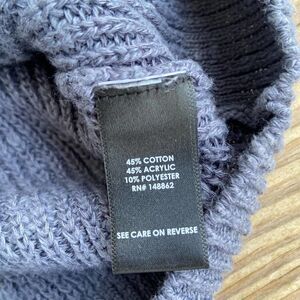 45% COTTON
45% ACRYLIC
10% POLYESTER
RN# 148862
SEE CARE ON REVERSE